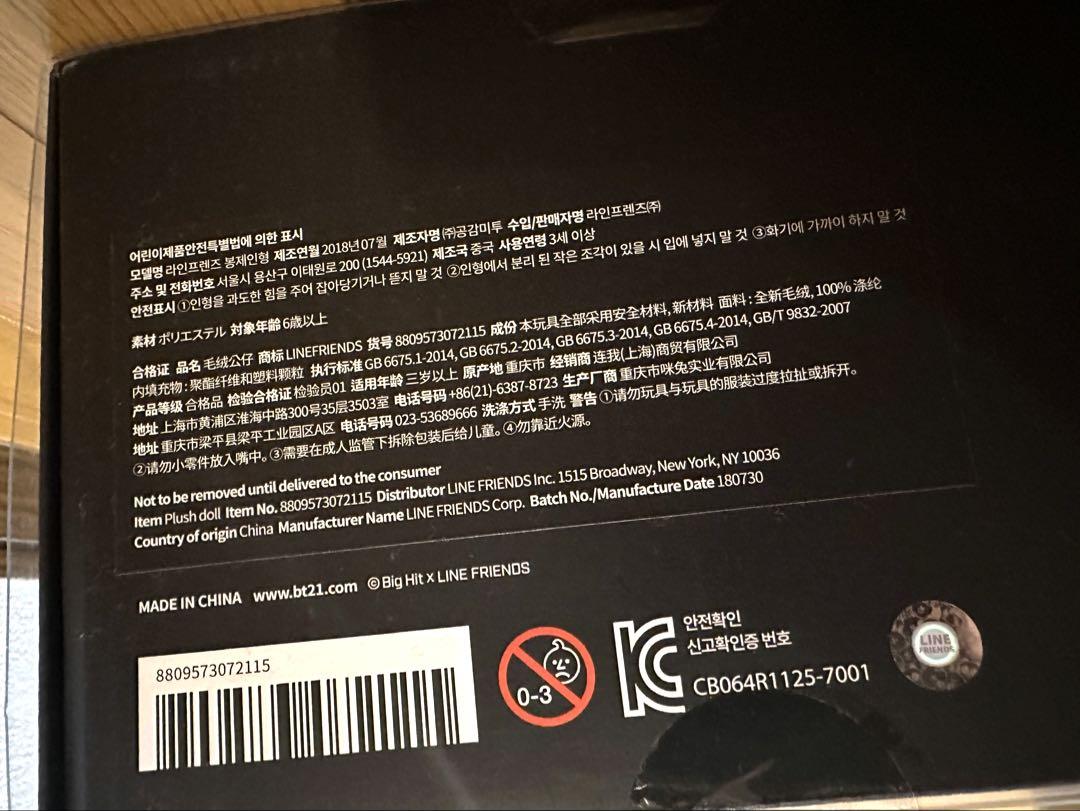 어린이제품안전특별법에 의한 표시
모델명 라인프렌즈 봉제인형 제조연월 2018년 07월 제조자명 ㈜공감미투 수입/판매자명 라인프렌즈㈜
주소 및 전화번호 서울시 용산구 이태원로 200 (1544-5921) 제조국 중국 사용연령 3세 이상
안전표시 ①인형을 과도한 힘을 주어 잡아당기거나 뜯지 말 것 ②인형에서 분리 된 작은 조각이 있을 시 입에 넣지 말 것 ③화기에 가까이 하지 말 것
素材 ポリエステル 対象年齢 6歳以上
合格证 品名 毛绒公仔 商标 LINEFRIENDS 货号 8809573072115 成份 本玩具全部采用安全材料, 新材料 面料 : 全新毛绒, 100% 涤纶
内填充物 : 聚酯纤维和塑料颗粒 执行标准 GB 6675.1-2014, GB 6675.2-2014, GB 6675.3-2014, GB 6675.4-2014, GB/T 9832-2007
产品等级 合格品 检验合格证 检验员01 适用年龄 三岁以上 原产地 重庆市 经销商 连我(上海)商贸有限公司
地址 上海市黄浦区淮海中路300号35层3503室 电话号码 +86(21)-6387-8723 生产厂商 重庆市咪兔实业有限公司
地址 重庆市梁平县梁平工业园区A区 电话号码 023-53689666 洗涤方式 手洗 警告 ①请勿玩具与玩具的服装过度拉扯或拆开。
②请勿小零件放入嘴中。③需要在成人监管下拆除包装后给儿童。④勿靠近火源。
Not to be removed until delivered to the consumer
Item Plush doll Item No. 8809573072115 Distributor LINE FRIENDS Inc. 1515 Broadway, New York, NY 10036
Country of origin China Manufacturer Name LINE FRIENDS Corp. Batch No./Manufacture Date 180730
MADE IN CHINA www.bt21.com ©Big Hit x LINE FRIENDS
8809573072115
0-3
안전확인
신고확인증 번호
CB064R1125-7001
LINE
FRIENDS